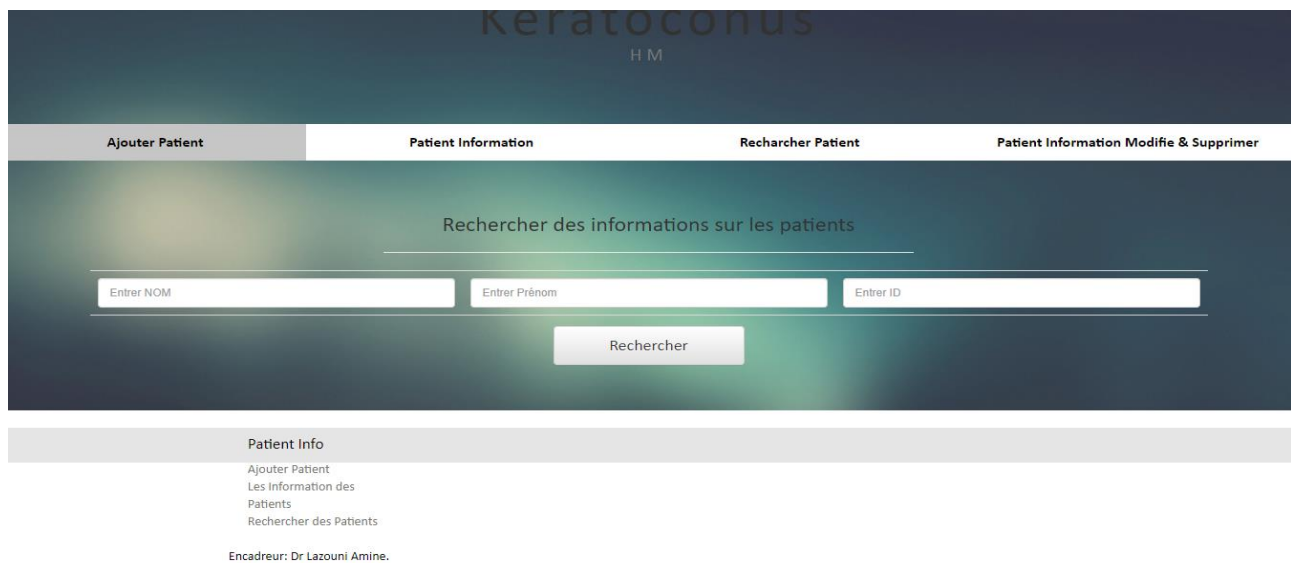 Keratoconus
HM
Ajouter Patient
Patient Information
Recharcher Patient
Patient Information Modifie & Supprimer
Rechercher des informations sur les patients
Entrer NOM
Entrer Prénom
Entrer ID
Rechercher
Patient Info
Ajouter Patient
Les Information des
Patients
Rechercher des Patients
Encadreur: Dr Lazouni Amine.